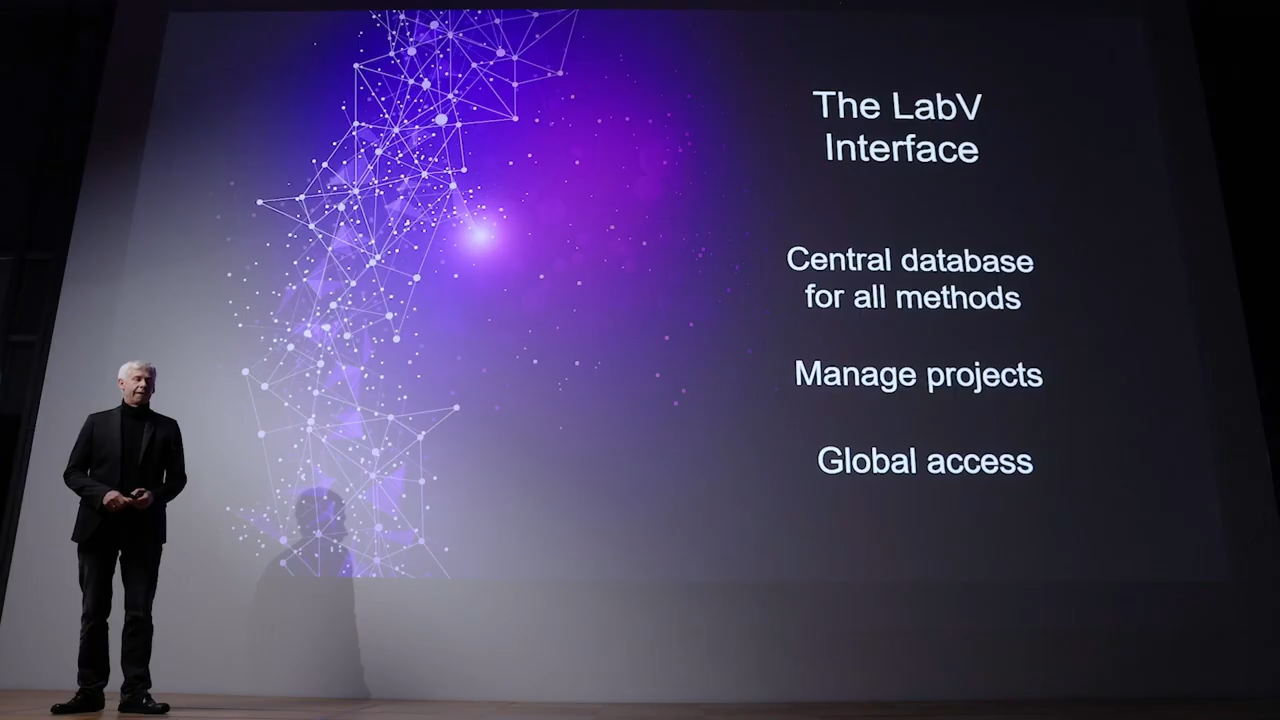 The LabV
Interface
Central database
for all methods
Manage projects
Global access